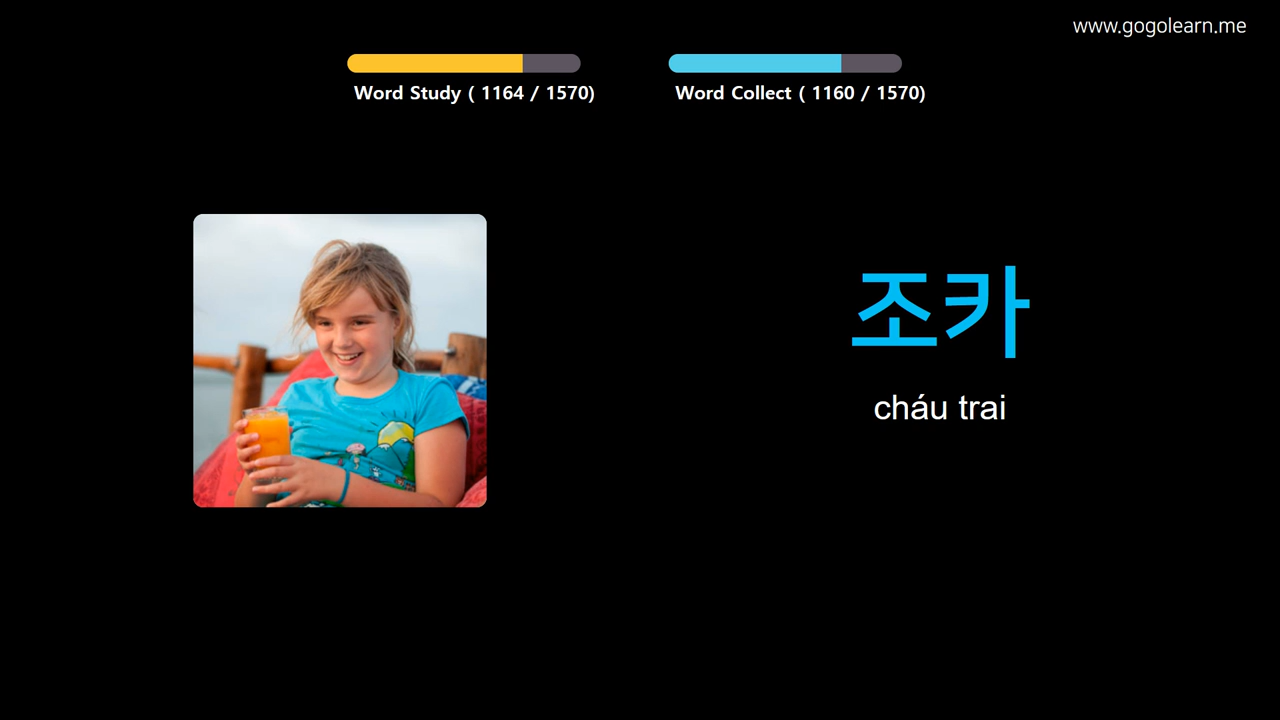 www.gogolearn.me
Word Study ( 1164 / 1570)
Word Collect ( 1160 / 1570)
조카
cháu trai